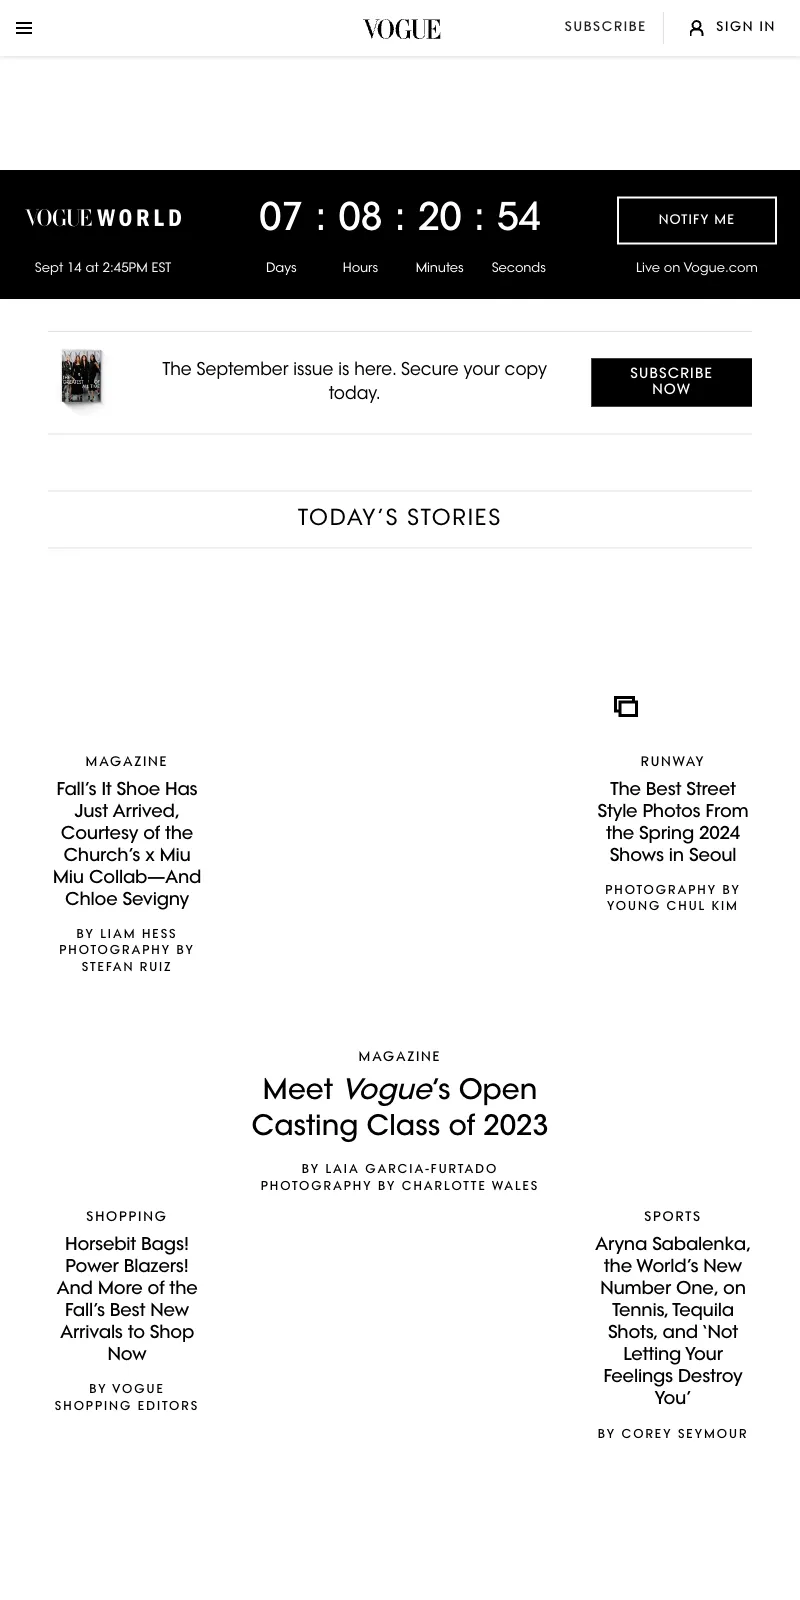 VOGUE
SUBSCRIBE
SIGN IN
VOGUE WORLD
07 : 08 : 20 : 54
NOTIFY ME
Sept 14 at 2:45PM EST
Days
Hours
Minutes
Seconds
Live on Vogue.com
The September issue is here. Secure your copy
today.
SUBSCRIBE
NOW
TODAY’S STORIES
MAGAZINE
Fall’s It Shoe Has
Just Arrived,
Courtesy of the
Church’s x Miu
Miu Collab—And
Chloe Sevigny
BY LIAM HESS
PHOTOGRAPHY BY
STEFAN RUIZ
RUNWAY
The Best Street
Style Photos From
the Spring 2024
Shows in Seoul
PHOTOGRAPHY BY
YOUNG CHUL KIM
MAGAZINE
Meet Vogue’s Open
Casting Class of 2023
BY LAIA GARCIA-FURTADO
PHOTOGRAPHY BY CHARLOTTE WALES
SHOPPING
Horsebit Bags!
Power Blazers!
And More of the
Fall’s Best New
Arrivals to Shop
Now
BY VOGUE
SHOPPING EDITORS
SPORTS
Aryna Sabalenka,
the World’s New
Number One, on
Tennis, Tequila
Shots, and ‘Not
Letting Your
Feelings Destroy
You’
BY COREY SEYMOUR